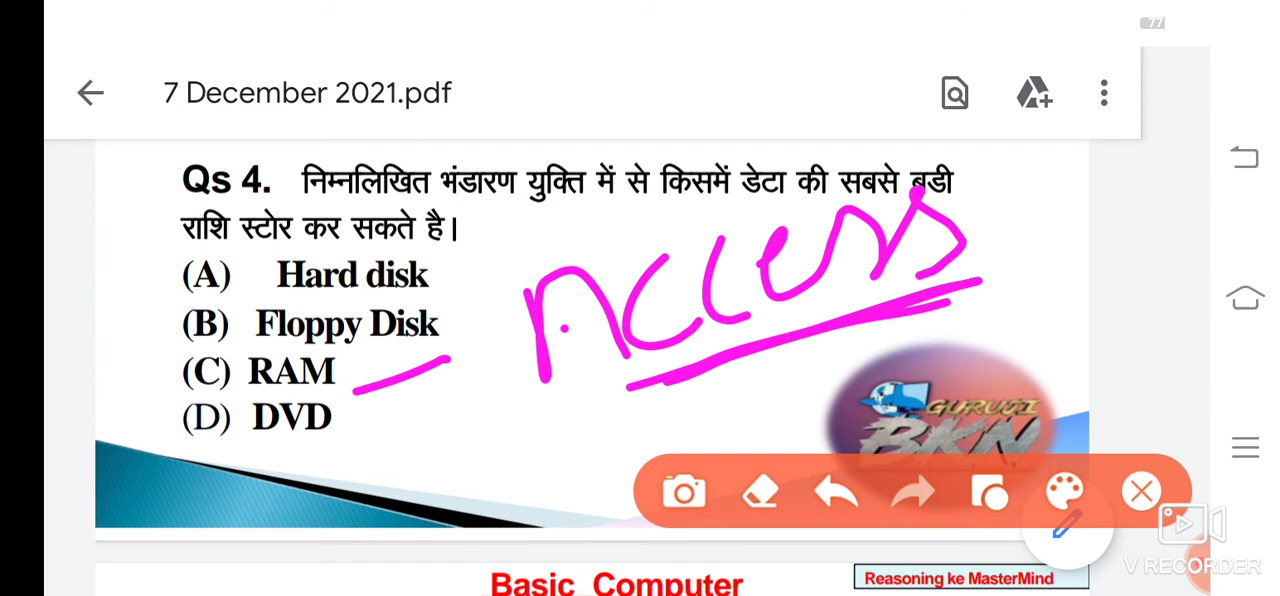 77
7 December 2021.pdf
Qs 4. निम्नलिखित भंडारण युक्ति में से किसमें डेटा की सबसे बडी
राशि स्टोर कर सकते है।
(A) Hard disk
(B) Floppy Disk
(C) RAM
(D) DVD
Access
GURUJI
BKN
V RECORDER
Basic Computer
Reasoning ke MasterMind